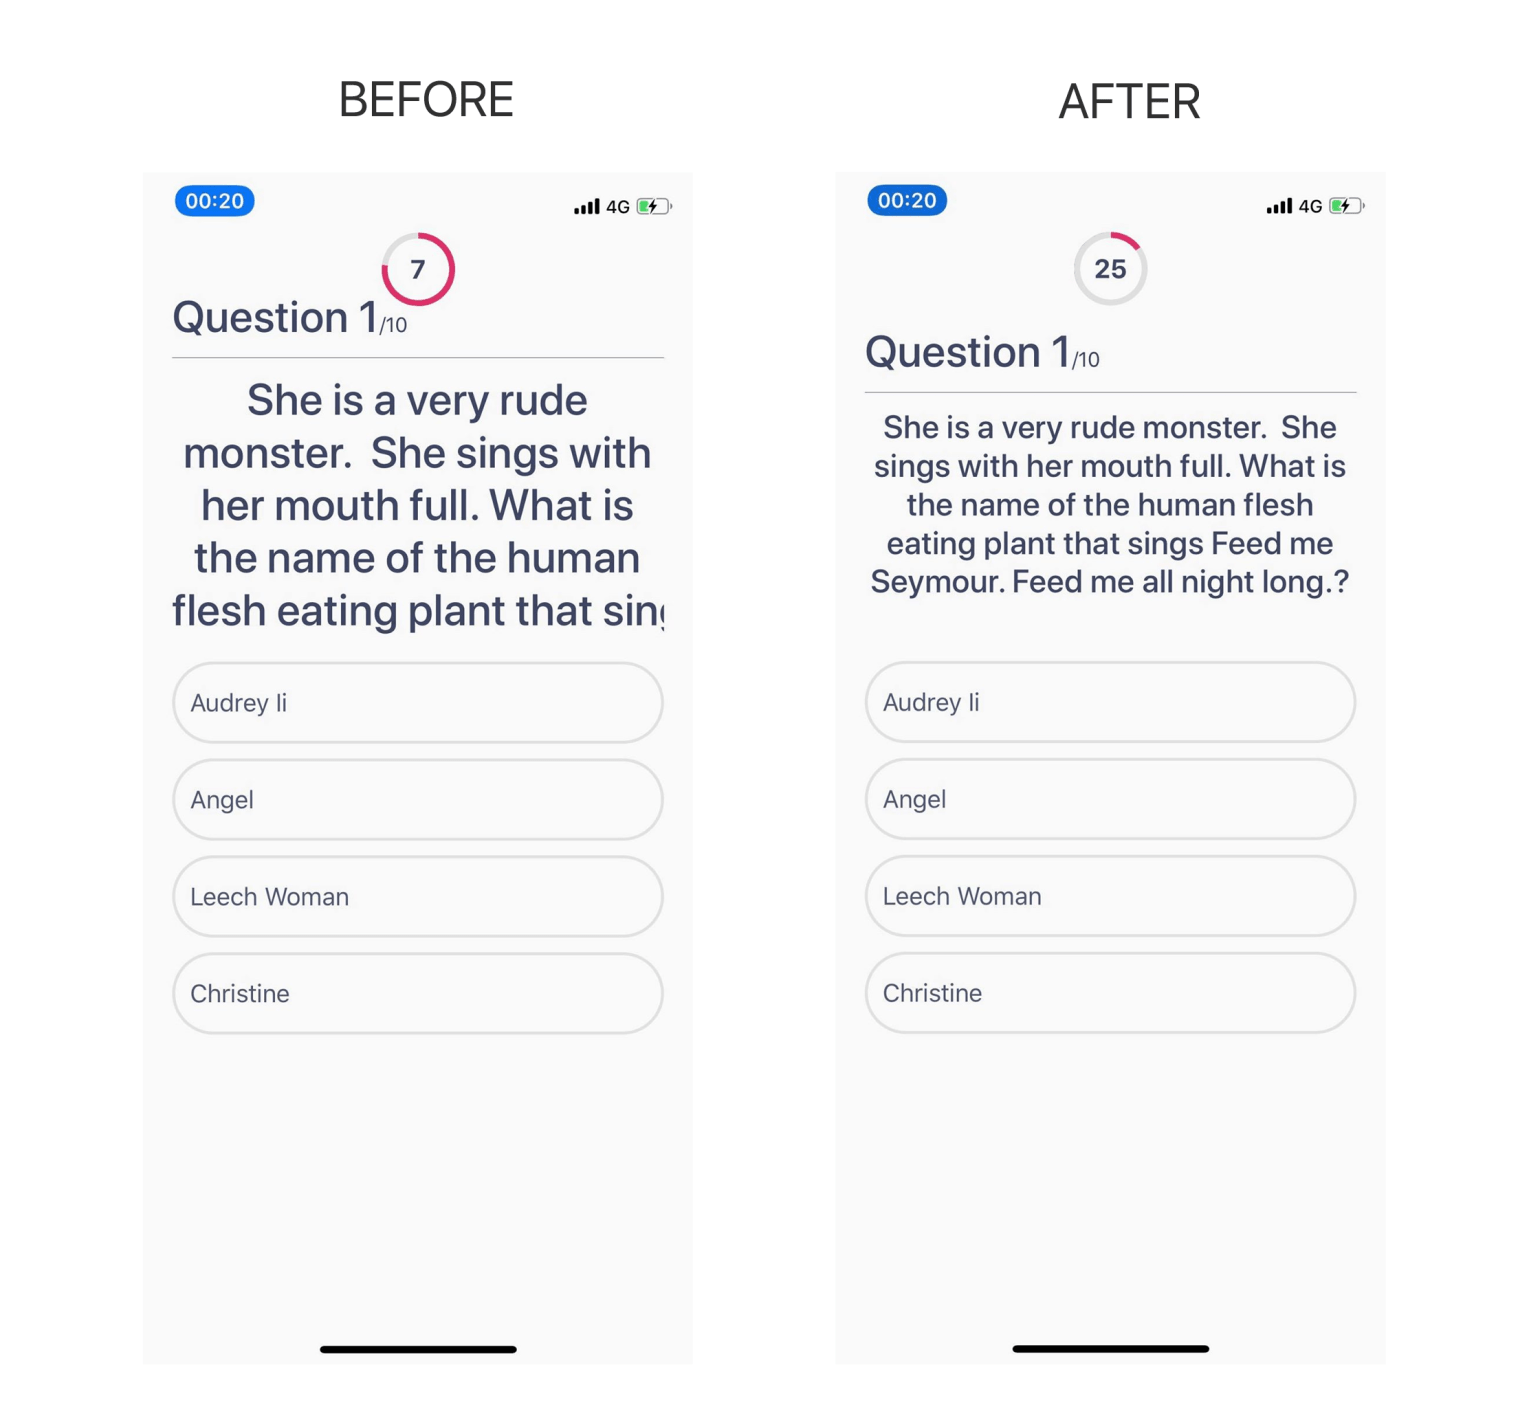 BEFORE
00:20
4G
7
Question 1/10
She is a very rude
monster.  She sings with
her mouth full. What is
the name of the human
flesh eating plant that sing
Audrey Ii
Angel
Leech Woman
Christine
AFTER
00:20
4G
25
Question 1/10
She is a very rude monster.  She
sings with her mouth full. What is
the name of the human flesh
eating plant that sings Feed me
Seymour. Feed me all night long.?
Audrey Ii
Angel
Leech Woman
Christine